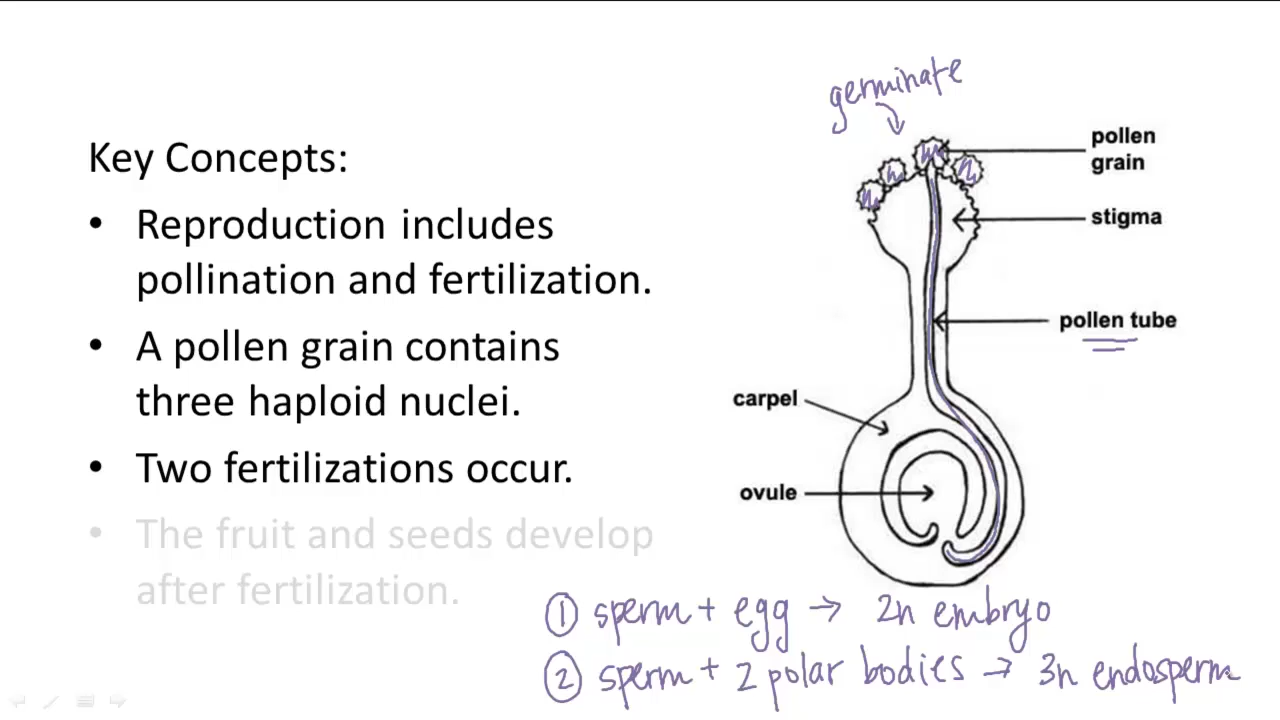 germinate
Key Concepts:
• Reproduction includes
pollination and fertilization.
• A pollen grain contains
three haploid nuclei.
• Two fertilizations occur.
• The fruit and seeds develop
after fertilization.
pollen
grain
stigma
pollen tube
carpel
ovule
① sperm + egg → 2n embryo
② sperm + 2 polar bodies → 3n endosperm